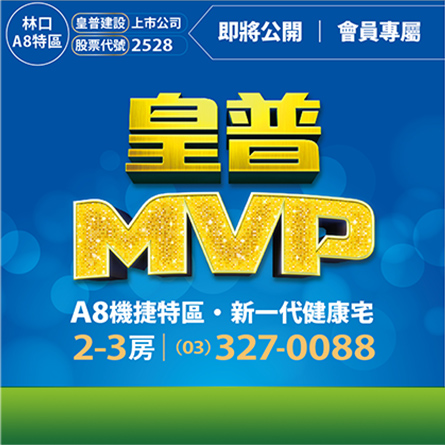 林口
A8特區
皇普建設 上市公司
股票代號 2528
即將公開 | 會員專屬
皇普
MVP
A8機捷特區・新一代健康宅
2-3房 | (03) 327-0088